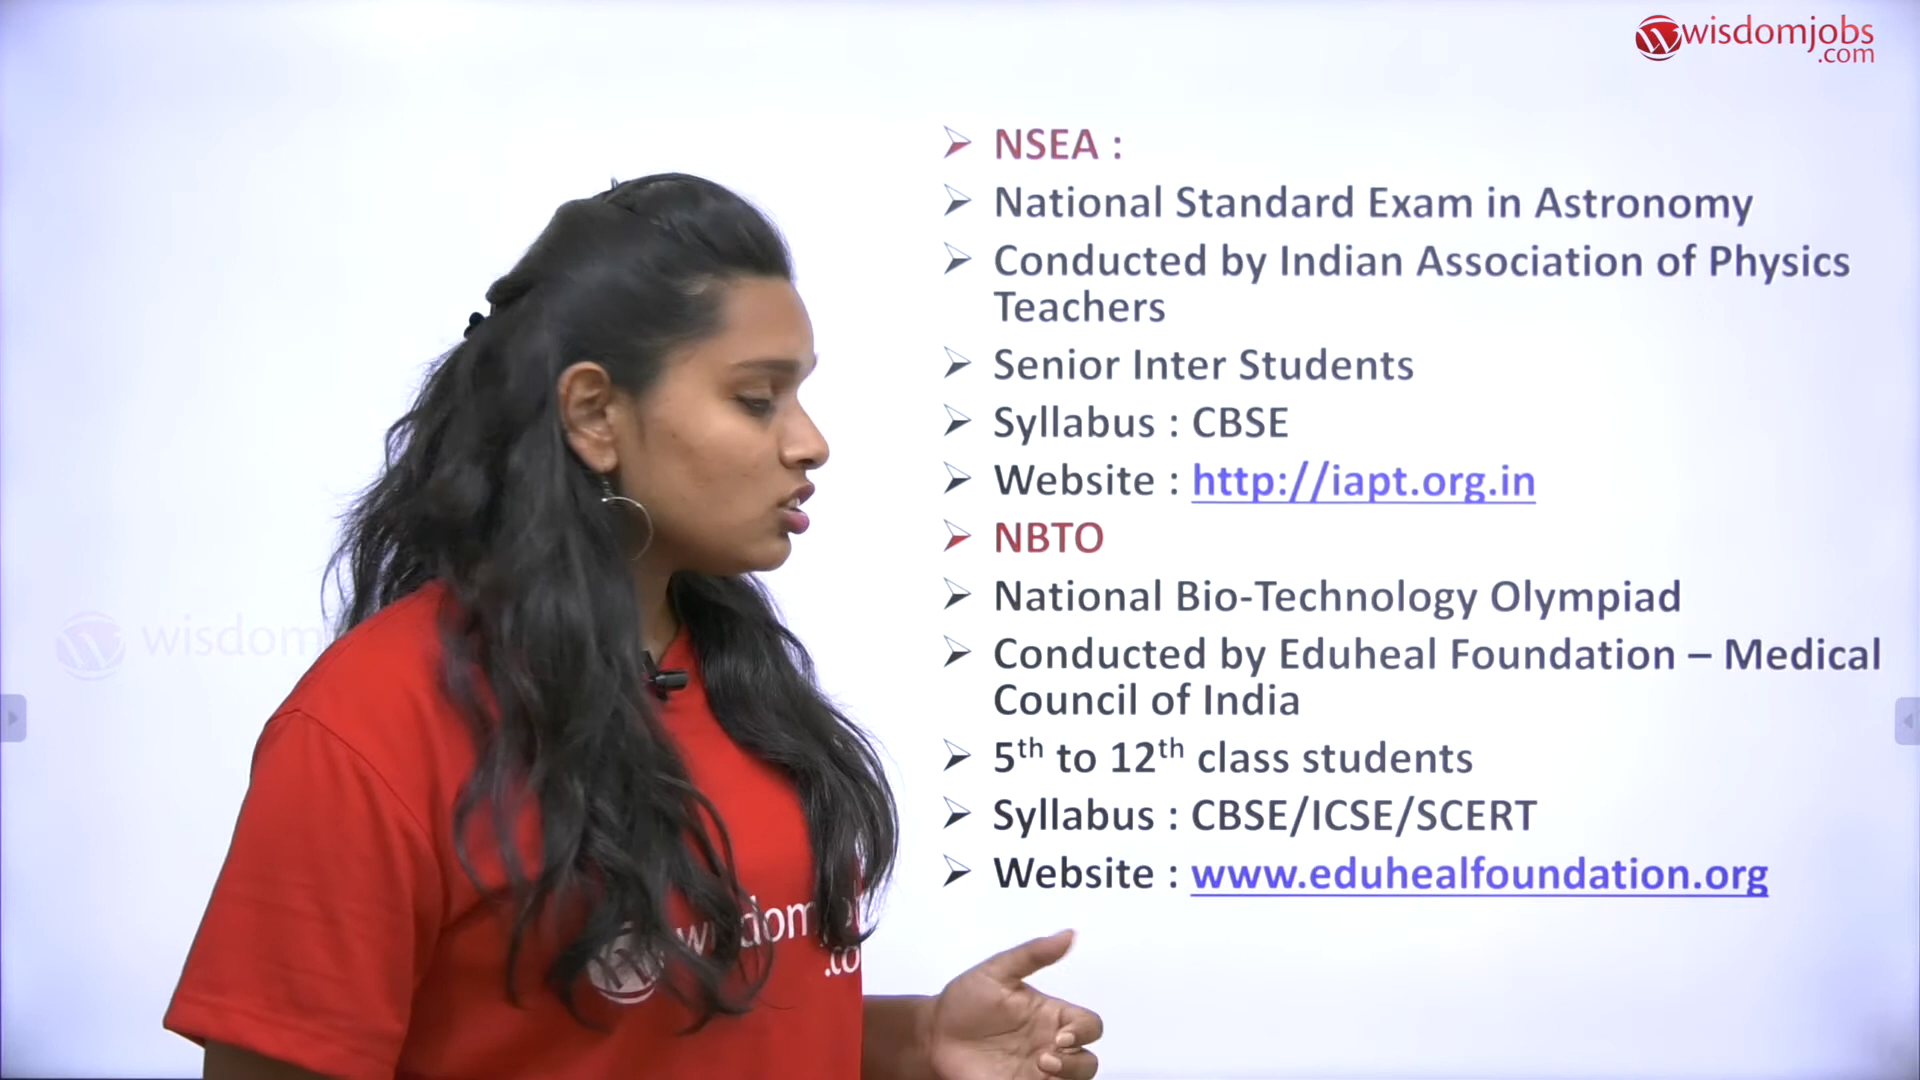 wisdomjobs
.com
NSEA :
National Standard Exam in Astronomy
Conducted by Indian Association of Physics
Teachers
Senior Inter Students
Syllabus : CBSE
Website : http://iapt.org.in
NBTO
National Bio-Technology Olympiad
Conducted by Eduheal Foundation – Medical
Council of India
5th to 12th class students
Syllabus : CBSE/ICSE/SCERT
Website : www.eduhealfoundation.org
wisdom